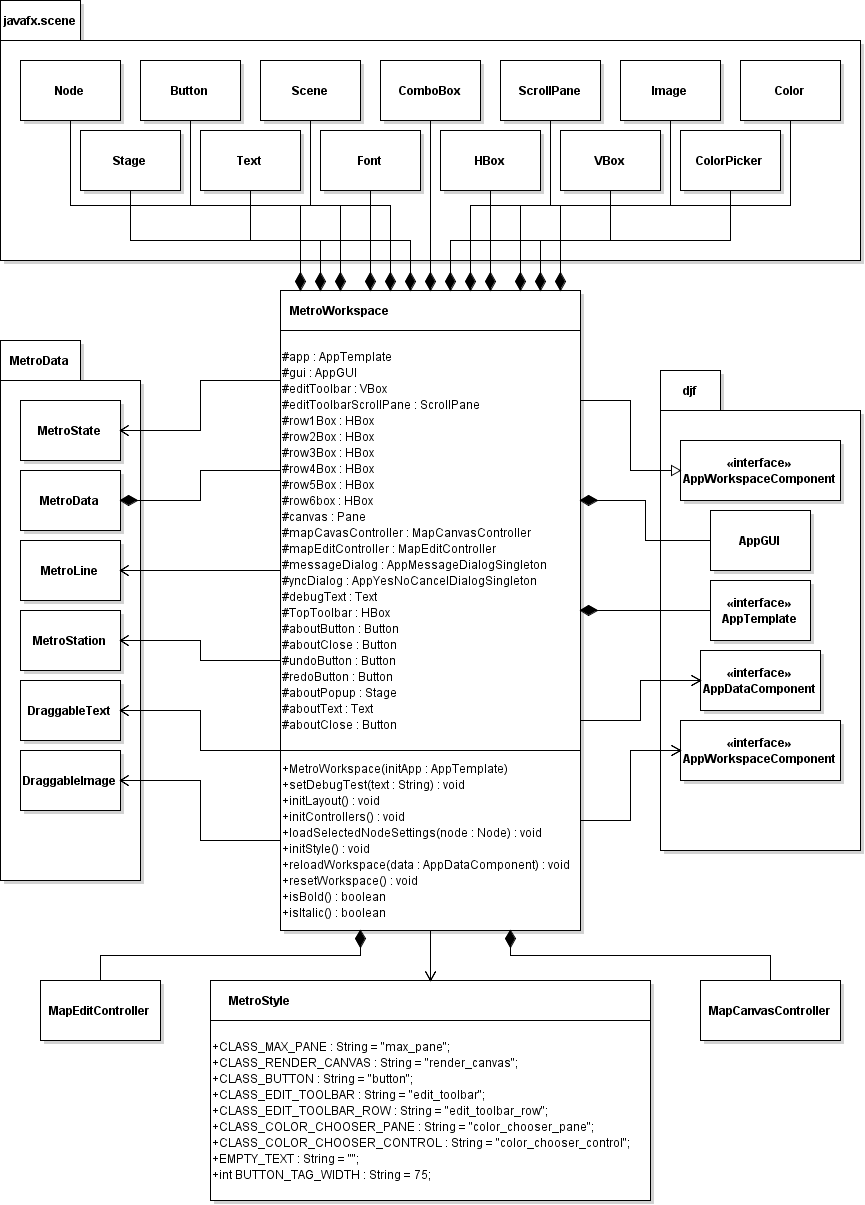 javafx.scene
Node
Button
Scene
ComboBox
ScrollPane
Image
Color
Stage
Text
Font
HBox
VBox
ColorPicker
MetroWorkspace
#app : AppTemplate
#gui : AppGUI
#editToolbar : VBox
#editToolbarScrollPane : ScrollPane
#row1Box : HBox
#row2Box : HBox
#row3Box : HBox
#row4Box : HBox
#row5Box : HBox
#row6box : HBox
#canvas : Pane
#mapCavasController : MapCanvasController
#mapEditController : MapEditController
#messageDialog : AppMessageDialogSingleton
#yncDialog : AppYesNoCancelDialogSingleton
#debugText : Text
#TopToolbar : HBox
#aboutButton : Button
#aboutClose : Button
#undoButton : Button
#redoButton : Button
#aboutPopup : Stage
#aboutText : Text
#aboutClose : Button
+MetroWorkspace(initApp : AppTemplate)
+setDebugTest(text : String) : void
+initLayout() : void
+initControllers() : void
+loadSelectedNodeSettings(node : Node) : void
+initStyle() : void
+reloadWorkspace(data : AppDataComponent) : void
+resetWorkspace() : void
+isBold() : boolean
+isItalic() : boolean
MetroData
MetroState
MetroData
MetroLine
MetroStation
DraggableText
DraggableImage
djf
«interface»
AppWorkspaceComponent
AppGUI
«interface»
AppTemplate
«interface»
AppDataComponent
«interface»
AppWorkspaceComponent
MapEditController
MetroStyle
+CLASS_MAX_PANE : String = "max_pane";
+CLASS_RENDER_CANVAS : String = "render_canvas";
+CLASS_BUTTON : String = "button";
+CLASS_EDIT_TOOLBAR : String = "edit_toolbar";
+CLASS_EDIT_TOOLBAR_ROW : String = "edit_toolbar_row";
+CLASS_COLOR_CHOOSER_PANE : String = "color_chooser_pane";
+CLASS_COLOR_CHOOSER_CONTROL : String = "color_chooser_control";
+EMPTY_TEXT : String = "";
+int BUTTON_TAG_WIDTH : String = 75;
MapCanvasController